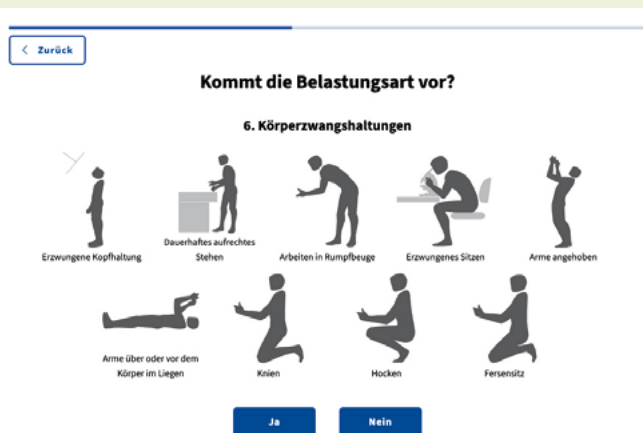 Zurück
Kommt die Belastungsart vor?
6. Körperzwangshaltungen
Erzwungene Kopfhaltung
Dauerhaftes aufrechtes
Stehen
Arbeiten in Rumpfbeuge
Erzwungenes Sitzen
Arme angehoben
Arme über oder vor dem
Körper im Liegen
Knien
Hocken
Fersensitz
Ja
Nein